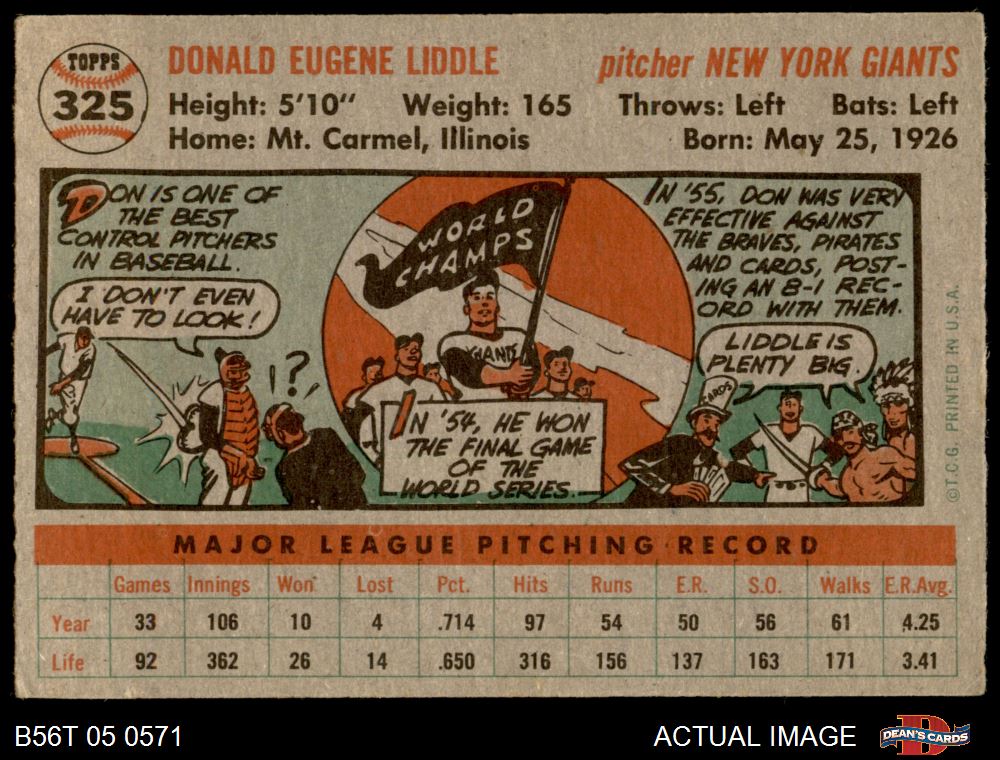 TOPPS
325
DONALD EUGENE LIDDLE
pitcher NEW YORK GIANTS
Height: 5'10" Weight: 165 Throws: Left Bats: Left
Home: Mt. Carmel, Illinois Born: May 25, 1926
DON IS ONE OF
THE BEST
CONTROL PITCHERS
IN BASEBALL.
I DON'T EVEN
HAVE TO LOOK!
!?
WORLD
CHAMPS
GIANTS
IN '54, HE WON
THE FINAL GAME
OF THE
WORLD SERIES.
IN '55, DON WAS VERY
EFFECTIVE AGAINST
THE BRAVES, PIRATES
AND CARDS, POST-
ING AN 8-1 REC-
ORD WITH THEM.
LIDDLE IS
PLENTY BIG.
CARDS
©T.C.G. PRINTED IN U.S.A.
MAJOR LEAGUE PITCHING RECORD
Games Innings Won Lost Pct. Hits Runs E.R. S.O. Walks E.R.Avg.
Year 33 106 10 4 .714 97 54 50 56 61 4.25
Life 92 362 26 14 .650 316 156 137 163 171 3.41
B56T 05 0571
ACTUAL IMAGE
D
DEAN'S CARDS